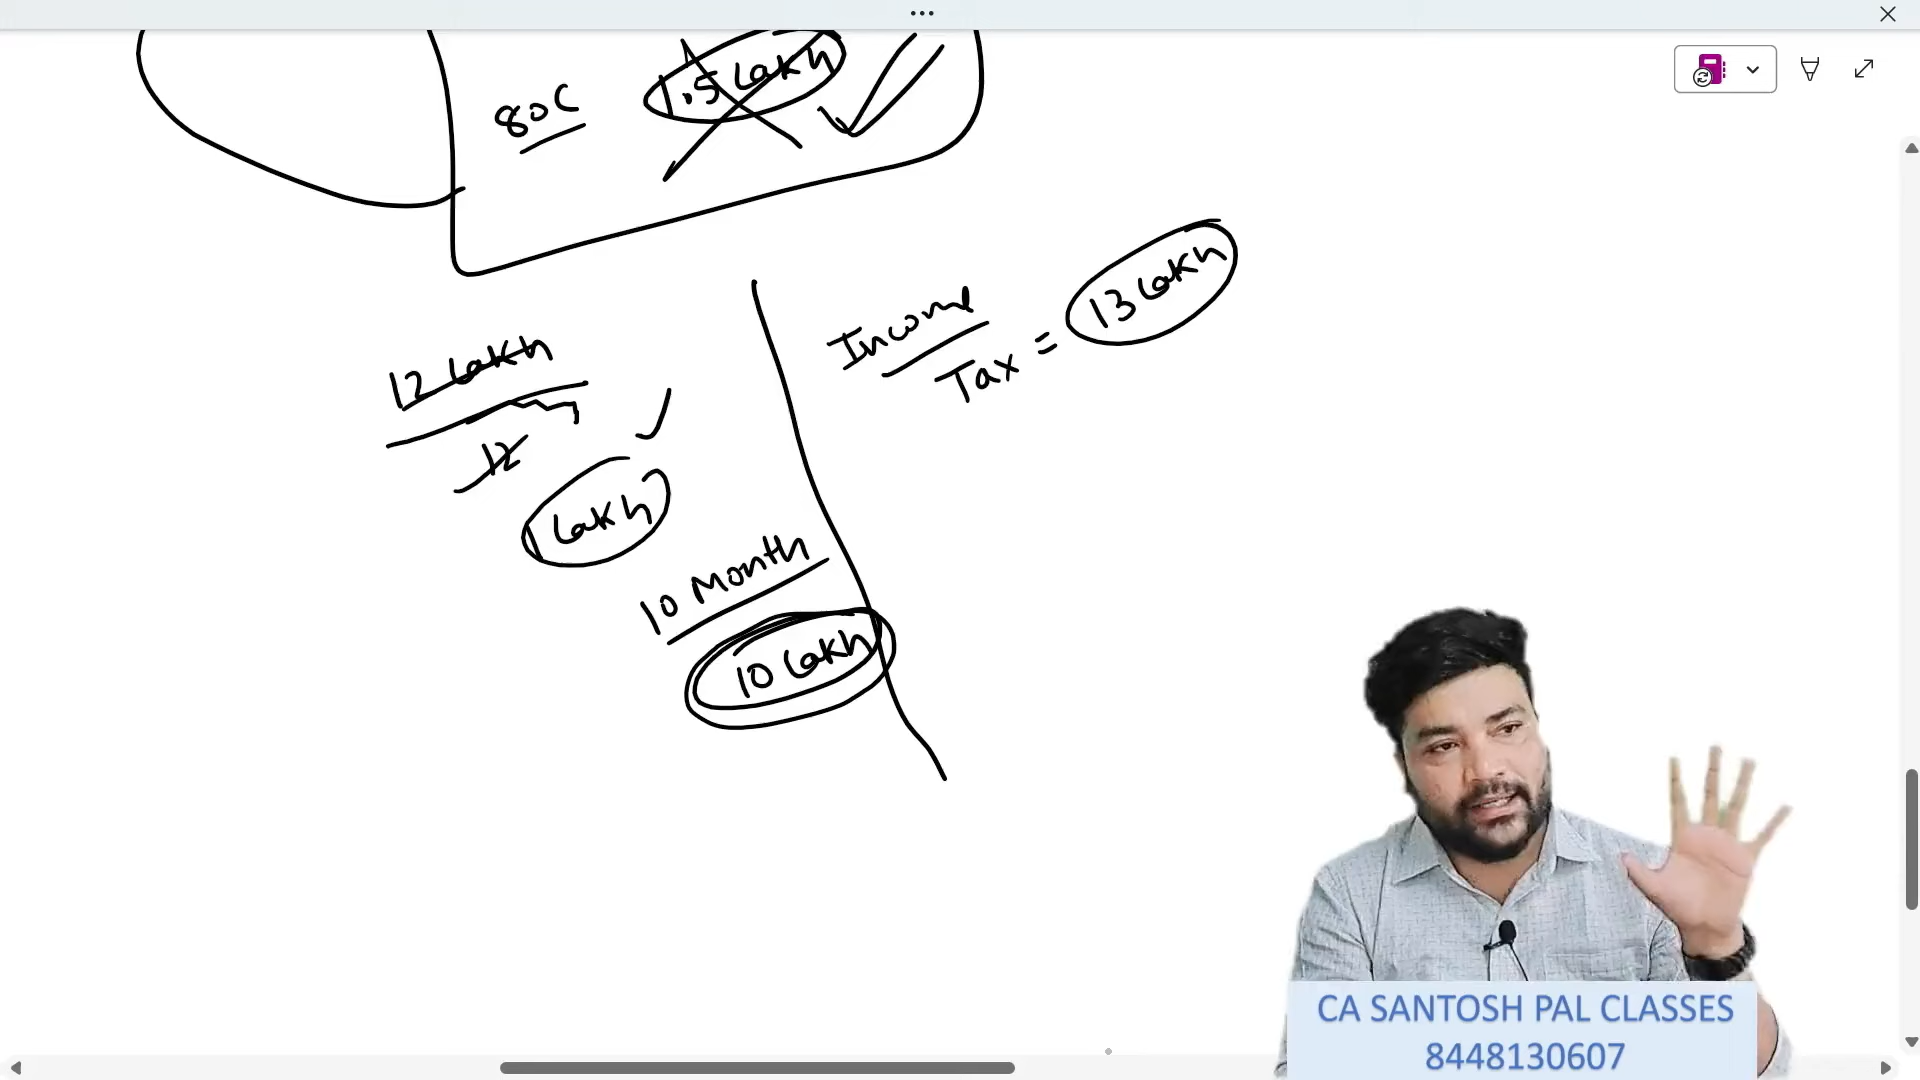 80C 1.5 Lakh
12 Lakh
12
1 Lakh
10 Month
10 Lakh
Income
Tax = 13 Lakh
CA SANTOSH PAL CLASSES
8448130607